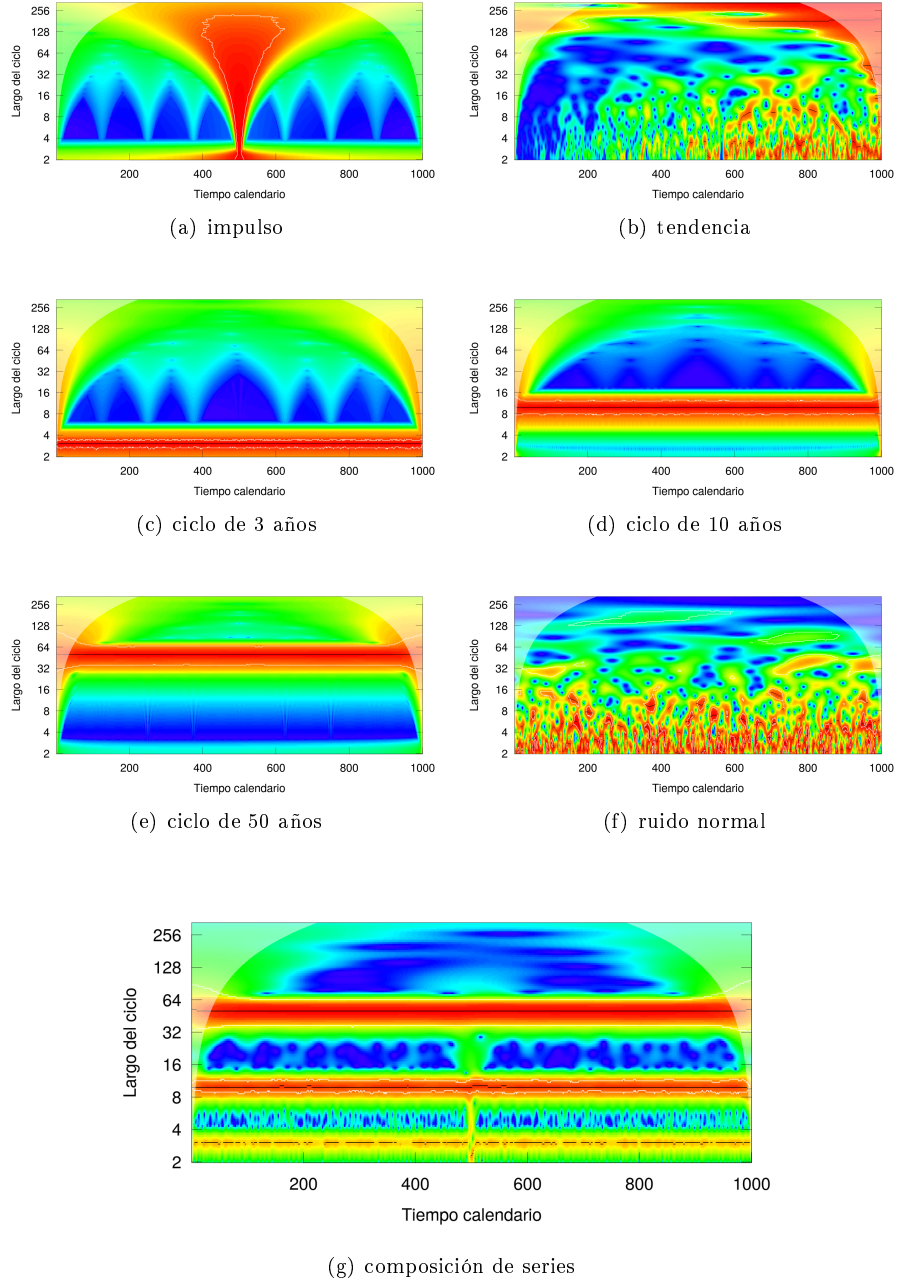 256
128
64
32
16
8
4
2
Largo del ciclo
200 400 600 800 1000
Tiempo calendario
(a) impulso
256
128
64
32
16
8
4
2
Largo del ciclo
200 400 600 800 1000
Tiempo calendario
(b) tendencia
256
128
64
32
16
8
4
2
Largo del ciclo
200 400 600 800 1000
Tiempo calendario
(c) ciclo de 3 años
256
128
64
32
16
8
4
2
Largo del ciclo
200 400 600 800 1000
Tiempo calendario
(d) ciclo de 10 años
256
128
64
32
16
8
4
2
Largo del ciclo
200 400 600 800 1000
Tiempo calendario
(e) ciclo de 50 años
256
128
64
32
16
8
4
2
Largo del ciclo
200 400 600 800 1000
Tiempo calendario
(f) ruido normal
256
128
64
32
16
8
4
2
Largo del ciclo
200 400 600 800 1000
Tiempo calendario
(g) composición de series